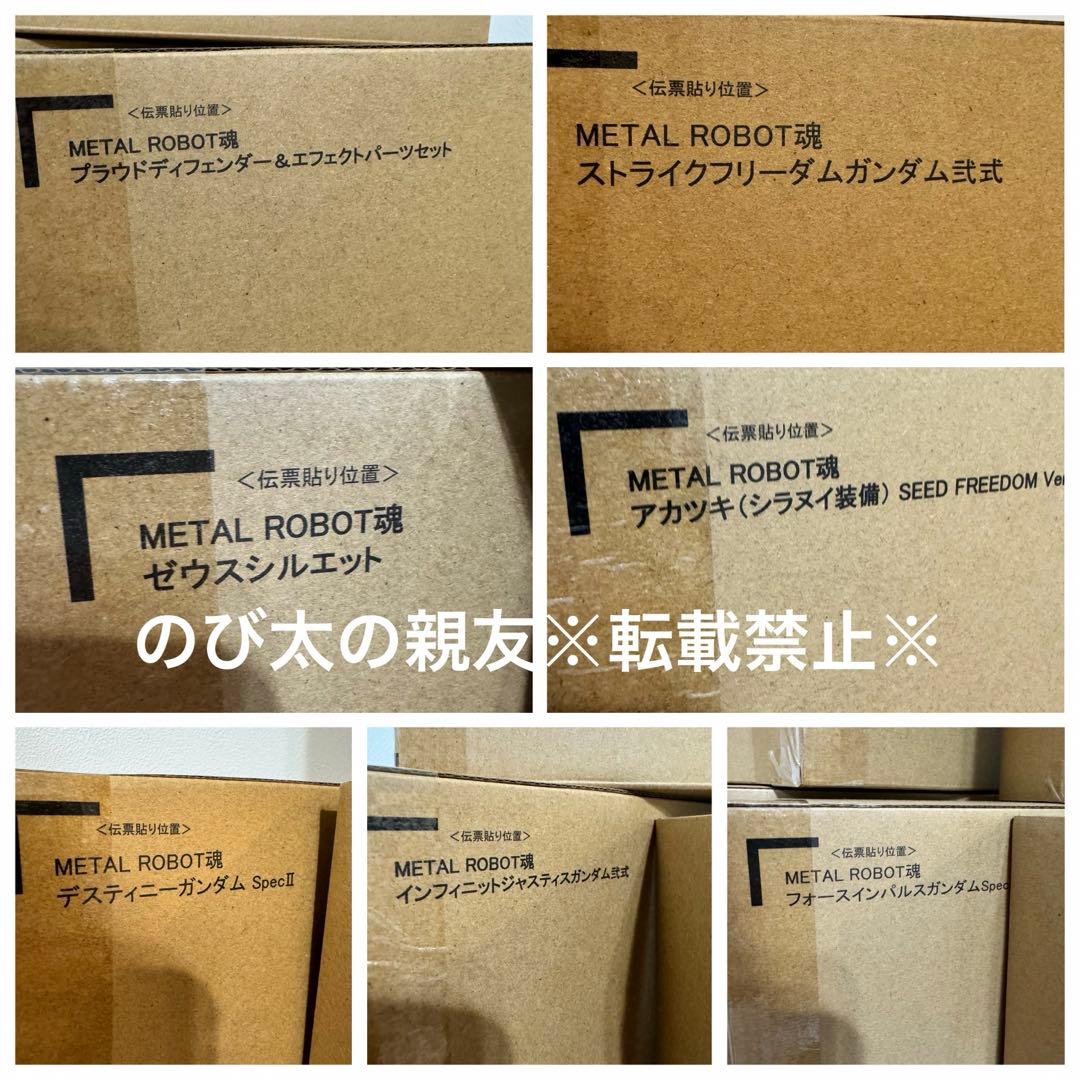 <伝票貼り位置>
METAL ROBOT魂
プラウドディフェンダー&エフェクトパーツセット
<伝票貼り位置>
METAL ROBOT魂
ストライクフリーダムガンダム弐式
<伝票貼り位置>
METAL ROBOT魂
ゼウスシルエット
<伝票貼り位置>
METAL ROBOT魂
アカツキ(シラヌイ装備) SEED FREEDOM Ver
のび太の親友※転載禁止※
<伝票貼り位置>
METAL ROBOT魂
デスティニーガンダム SpecⅡ
<伝票貼り位置>
METAL ROBOT魂
インフィニットジャスティスガンダム弐式
<伝票貼り位置>
METAL ROBOT魂
フォースインパルスガンダムSpec